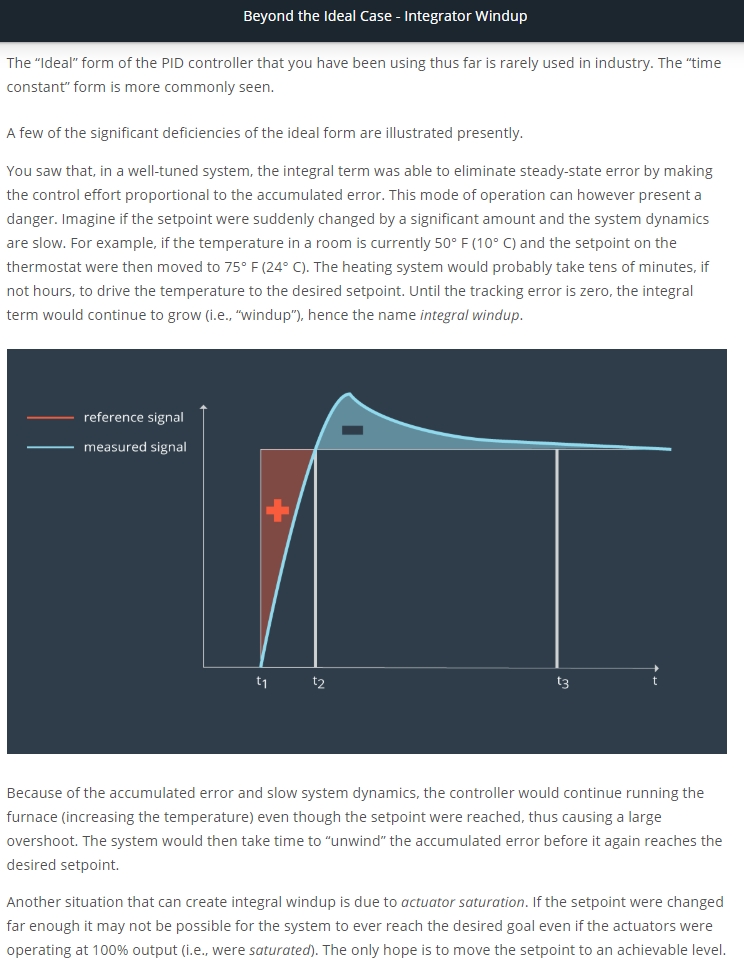 Beyond the Ideal Case - Integrator Windup
The “Ideal” form of the PID controller that you have been using thus far is rarely used in industry. The “time
constant” form is more commonly seen.
A few of the significant deficiencies of the ideal form are illustrated presently.
You saw that, in a well-tuned system, the integral term was able to eliminate steady-state error by making
the control effort proportional to the accumulated error. This mode of operation can however present a
danger. Imagine if the setpoint were suddenly changed by a significant amount and the system dynamics
are slow. For example, if the temperature in a room is currently 50° F (10° C) and the setpoint on the
thermostat were then moved to 75° F (24° C). The heating system would probably take tens of minutes, if
not hours, to drive the temperature to the desired setpoint. Until the tracking error is zero, the integral
term would continue to grow (i.e., “windup”), hence the name integral windup.
reference signal
measured signal
t1 t2 t3 t
Because of the accumulated error and slow system dynamics, the controller would continue running the
furnace (increasing the temperature) even though the setpoint were reached, thus causing a large
overshoot. The system would then take time to “unwind” the accumulated error before it again reaches the
desired setpoint.
Another situation that can create integral windup is due to actuator saturation. If the setpoint were changed
far enough it may not be possible for the system to ever reach the desired goal even if the actuators were
operating at 100% output (i.e., were saturated). The only hope is to move the setpoint to an achievable level.